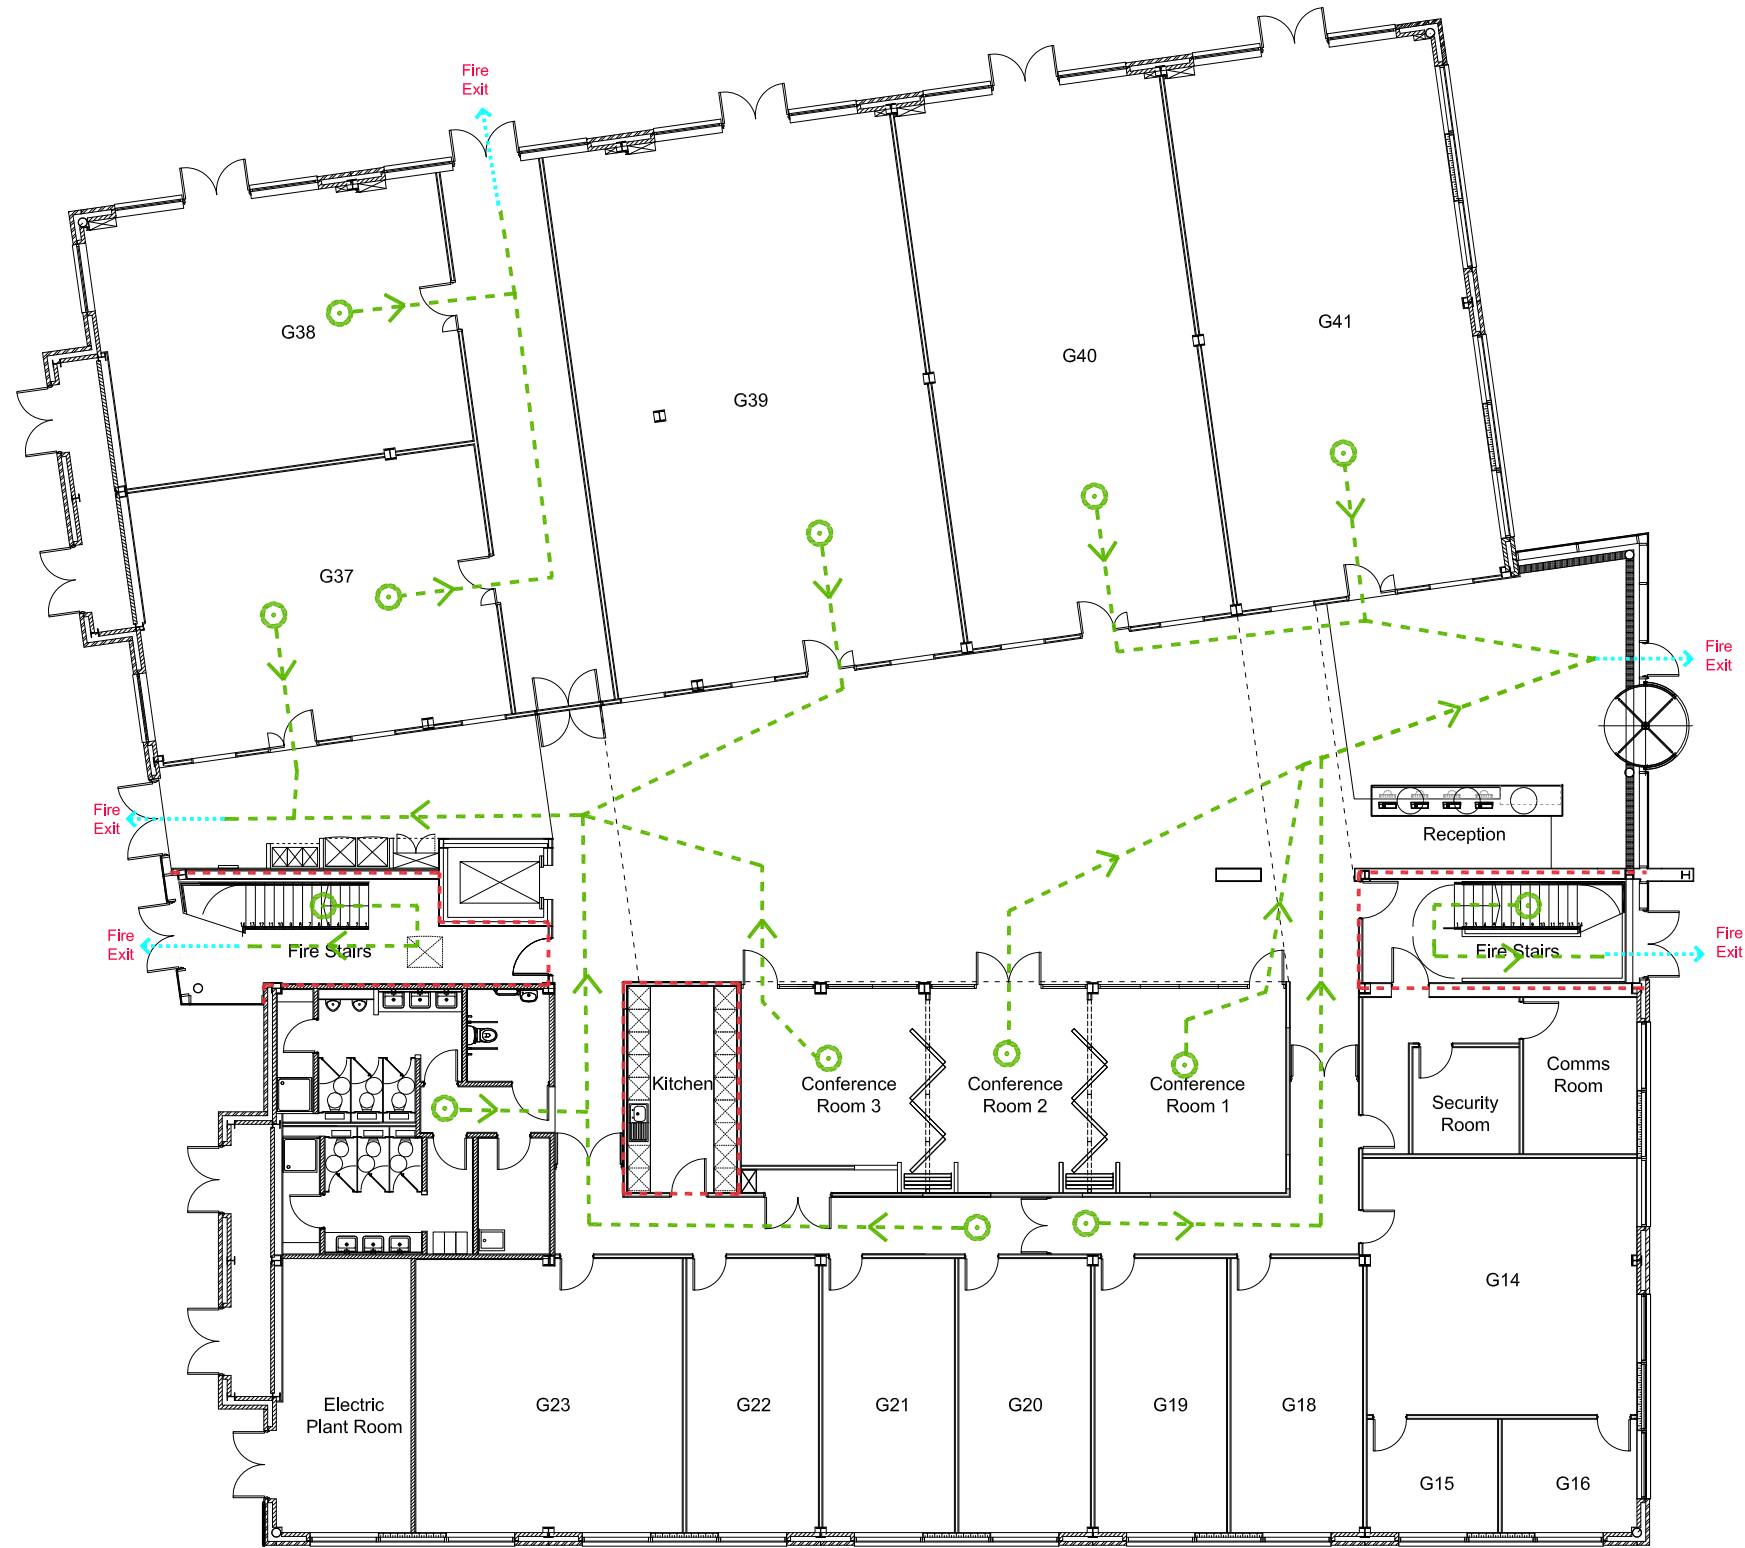 Fire
Exit
G38
G41
G40
G39
G37
Fire
Exit
Fire
Exit
Reception
Fire
Exit
Fire Stairs
Fire
Exit
Fire Stairs
Kitchen
Conference
Room 3
Conference
Room 2
Conference
Room 1
Comms
Room
Security
Room
G14
Electric
Plant Room
G23
G22
G21
G20
G19
G18
G15
G16